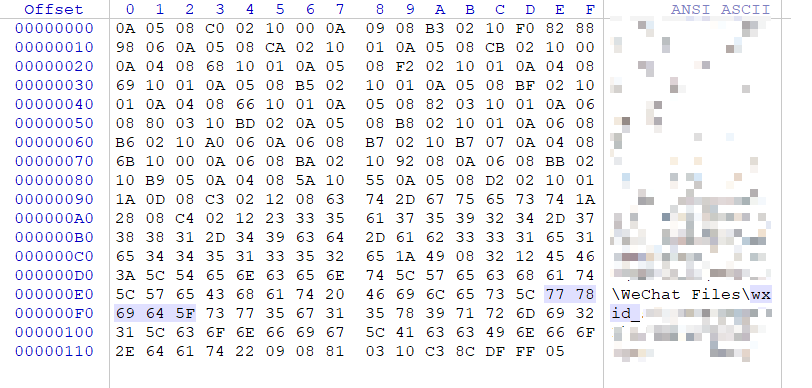 Offset 0 1 2 3 4 5 6 7 8 9 A B C D E F ANSI ASCII
00000000 0A 05 08 C0 02 10 00 0A 09 08 B3 02 10 F0 82 88
00000010 98 06 0A 05 08 CA 02 10 01 0A 05 08 CB 02 10 00
00000020 0A 04 08 68 10 01 0A 05 08 F2 02 10 01 0A 04 08
00000030 69 10 01 0A 05 08 B5 02 10 01 0A 05 08 BF 02 10
00000040 01 0A 04 08 66 10 01 0A 05 08 82 03 10 01 0A 06
00000050 08 80 03 10 BD 02 0A 05 08 B8 02 10 01 0A 06 08
00000060 B6 02 10 A0 06 0A 06 08 B7 02 10 B7 07 0A 04 08
00000070 6B 10 00 0A 06 08 BA 02 10 92 08 0A 06 08 BB 02
00000080 10 B9 05 0A 04 08 5A 10 55 0A 05 08 D2 02 10 01
00000090 1A 0D 08 C3 02 12 08 63 74 2D 67 75 65 73 74 1A
000000A0 28 08 C4 02 12 23 33 35 61 37 35 39 32 34 2D 37
000000B0 38 38 31 2D 34 39 63 64 2D 61 62 33 33 31 65 31
000000C0 65 34 34 35 31 33 35 32 65 1A 49 08 32 12 45 46
000000D0 3A 5C 54 65 6E 63 65 6E 74 5C 57 65 63 68 61 74
000000E0 5C 57 65 43 68 61 74 20 46 69 6C 65 73 5C 77 78 \WeChat Files\wx
000000F0 69 64 5F 73 77 35 67 31 35 78 39 71 72 6D 69 32 id_
00000100 31 5C 63 6F 6E 66 69 67 5C 41 63 63 49 6E 66 6F
00000110 2E 64 61 74 22 09 08 81 03 10 C3 8C DF FF 05